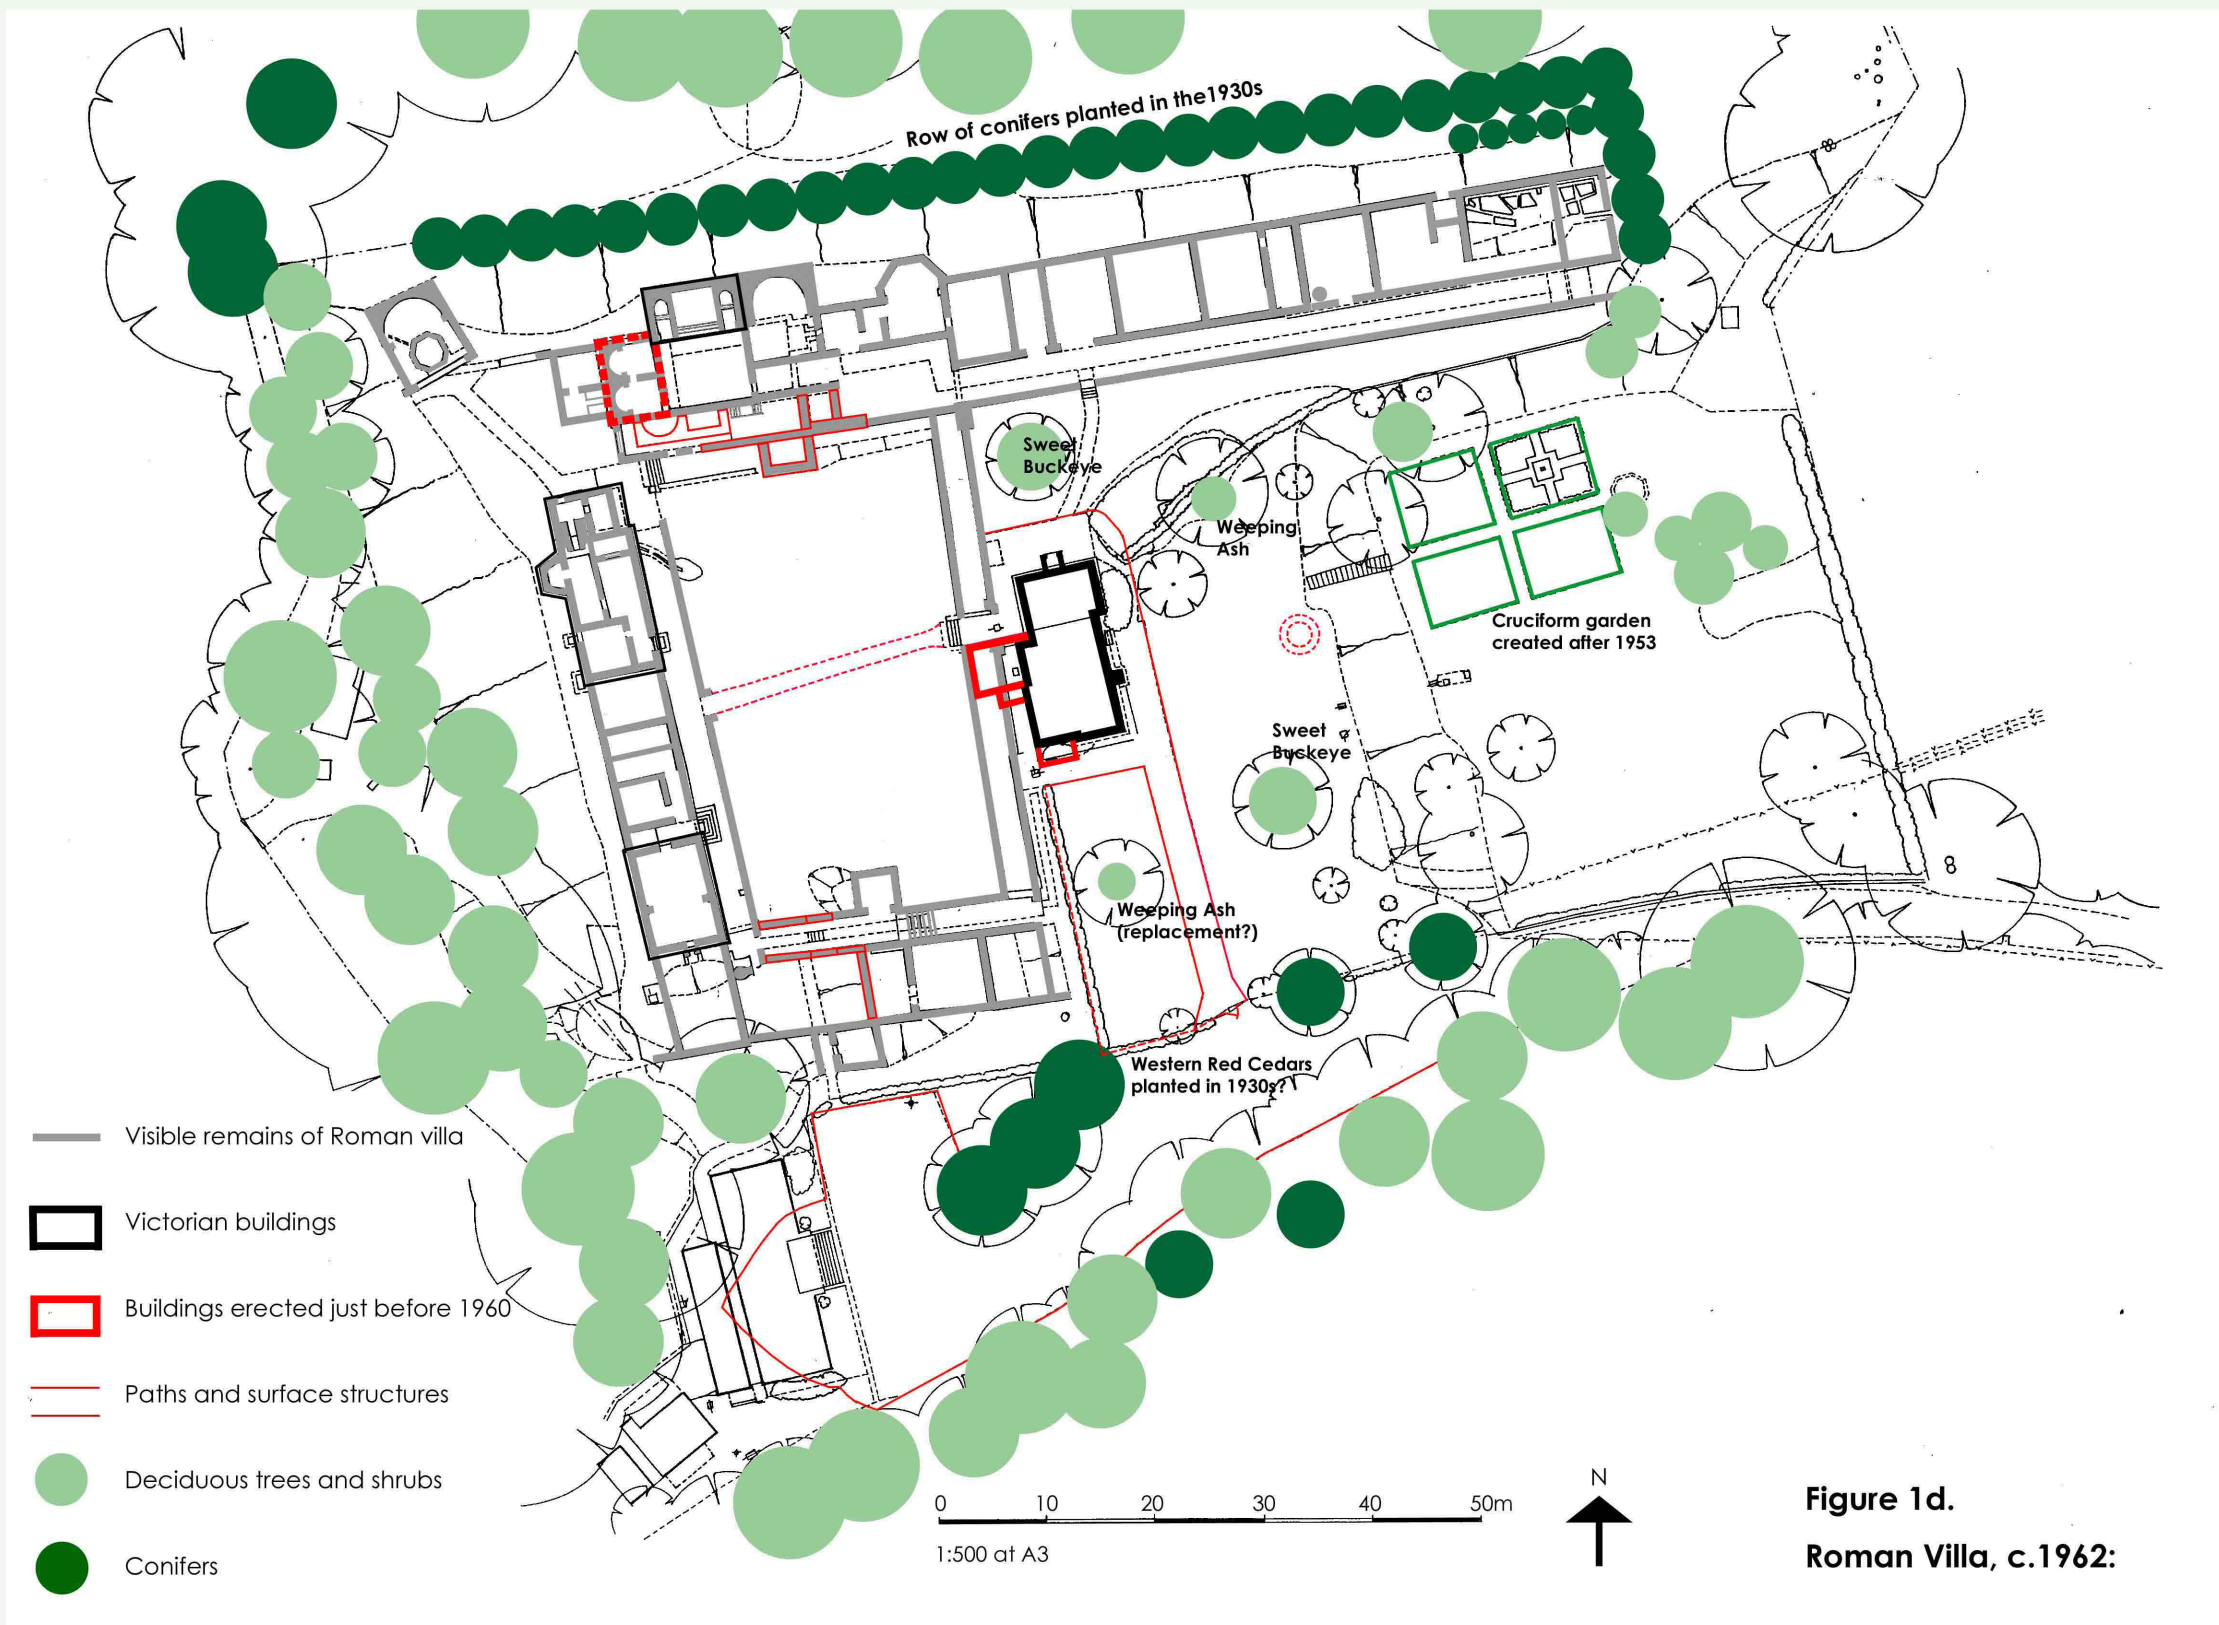 Row of conifers planted in the1930s
Sweet
Buckeye
Weeping
Ash
Cruciform garden
created after 1953
Sweet
Buckeye
Weeping Ash
(replacement?)
Western Red Cedars
planted in 1930s?
Visible remains of Roman villa
Victorian buildings
Buildings erected just before 1960
Paths and surface structures
Deciduous trees and shrubs
Conifers
0 10 20 30 40 50m
1:500 at A3
N
Figure 1d.
Roman Villa, c.1962: